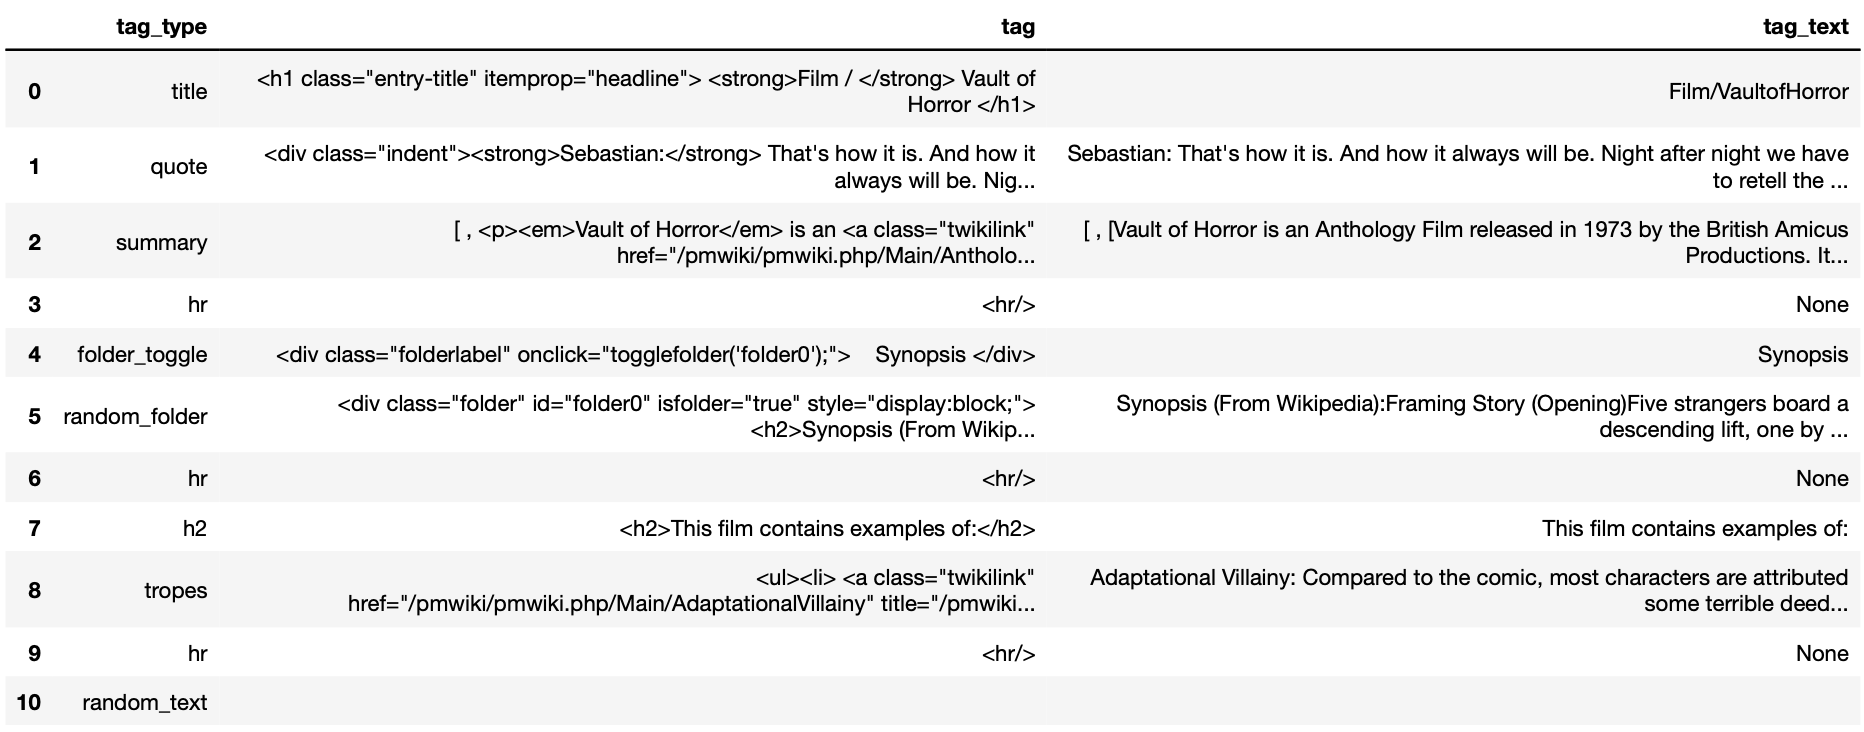 tag_type tag tag_text
0 title <h1 class="entry-title" itemprop="headline"> <strong>Film / </strong> Vault of Film/VaultofHorror
Horror </h1>
1 quote <div class="indent"><strong>Sebastian:</strong> That's how it is. And how it Sebastian: That's how it is. And how it always will be. Night after night we have
always will be. Nig... to retell the ...
2 summary [ , <p><em>Vault of Horror</em> is an <a class="twikilink" [ , [Vault of Horror is an Anthology Film released in 1973 by the British Amicus
href="/pmwiki/pmwiki.php/Main/Antholo... Productions. It...
3 hr <hr/> None
4 folder_toggle <div class="folderlabel" onclick="togglefolder('folder0');"> Synopsis </div> Synopsis
5 random_folder <div class="folder" id="folder0" isfolder="true" style="display:block;"> Synopsis (From Wikipedia):Framing Story (Opening)Five strangers board a
<h2>Synopsis (From Wikip... descending lift, one by ...
6 hr <hr/> None
7 h2 <h2>This film contains examples of:</h2> This film contains examples of:
8 tropes <ul><li> <a class="twikilink" Adaptational Villainy: Compared to the comic, most characters are attributed
href="/pmwiki/pmwiki.php/Main/AdaptationalVillainy" title="/pmwiki... some terrible deed...
9 hr <hr/> None
10 random_text